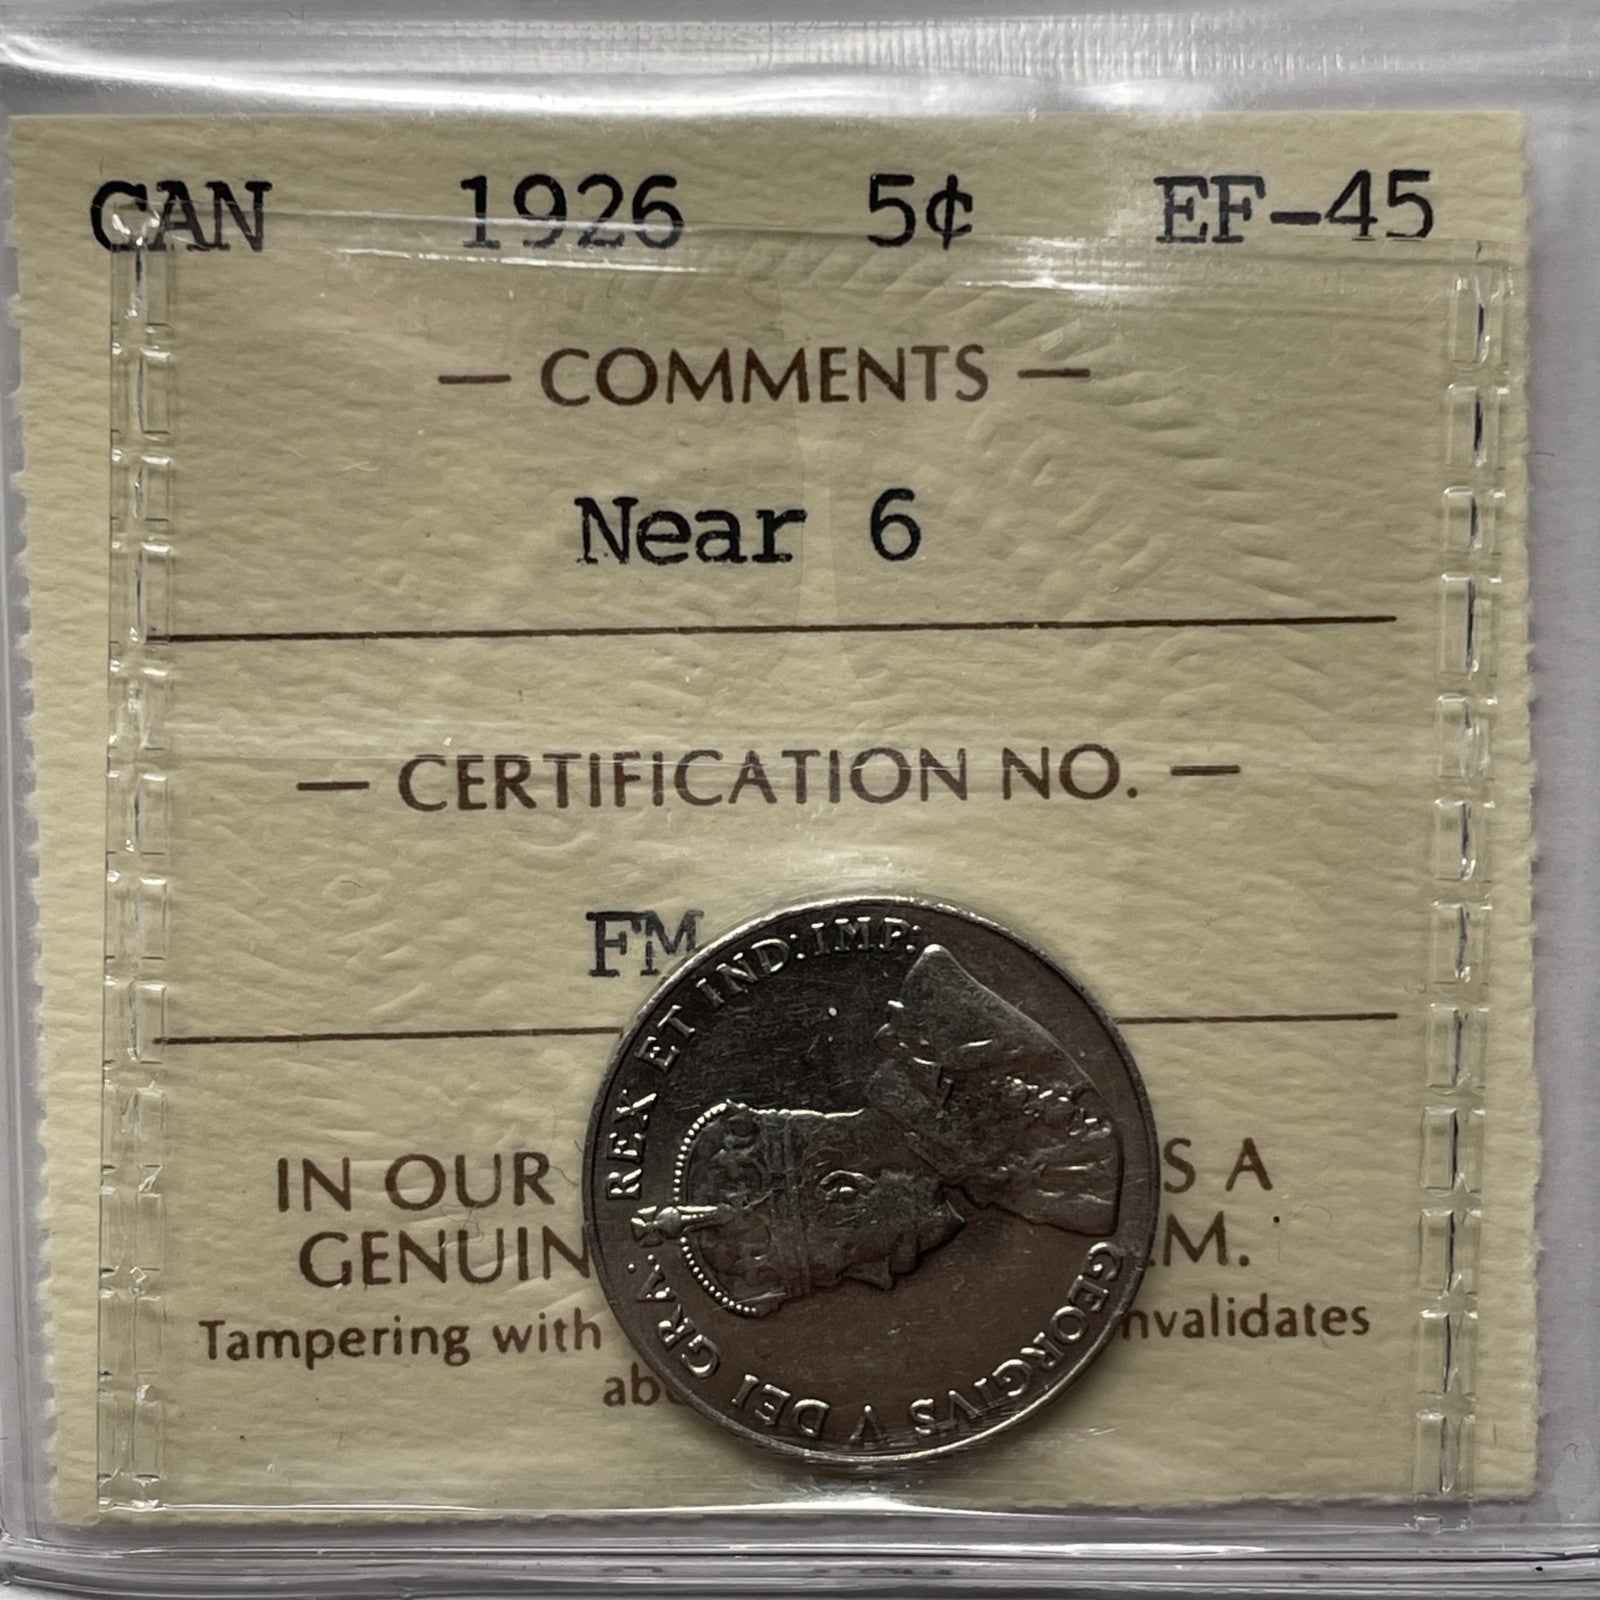 CAN 1926 5¢ EF-45
— COMMENTS —
Near 6
— CERTIFICATION NO. —
FM
IN OUR S A
GENUIN .M.
Tampering with nvalidates
ab
GEORGIVS V DEI GRA: REX ET IND:IMP: